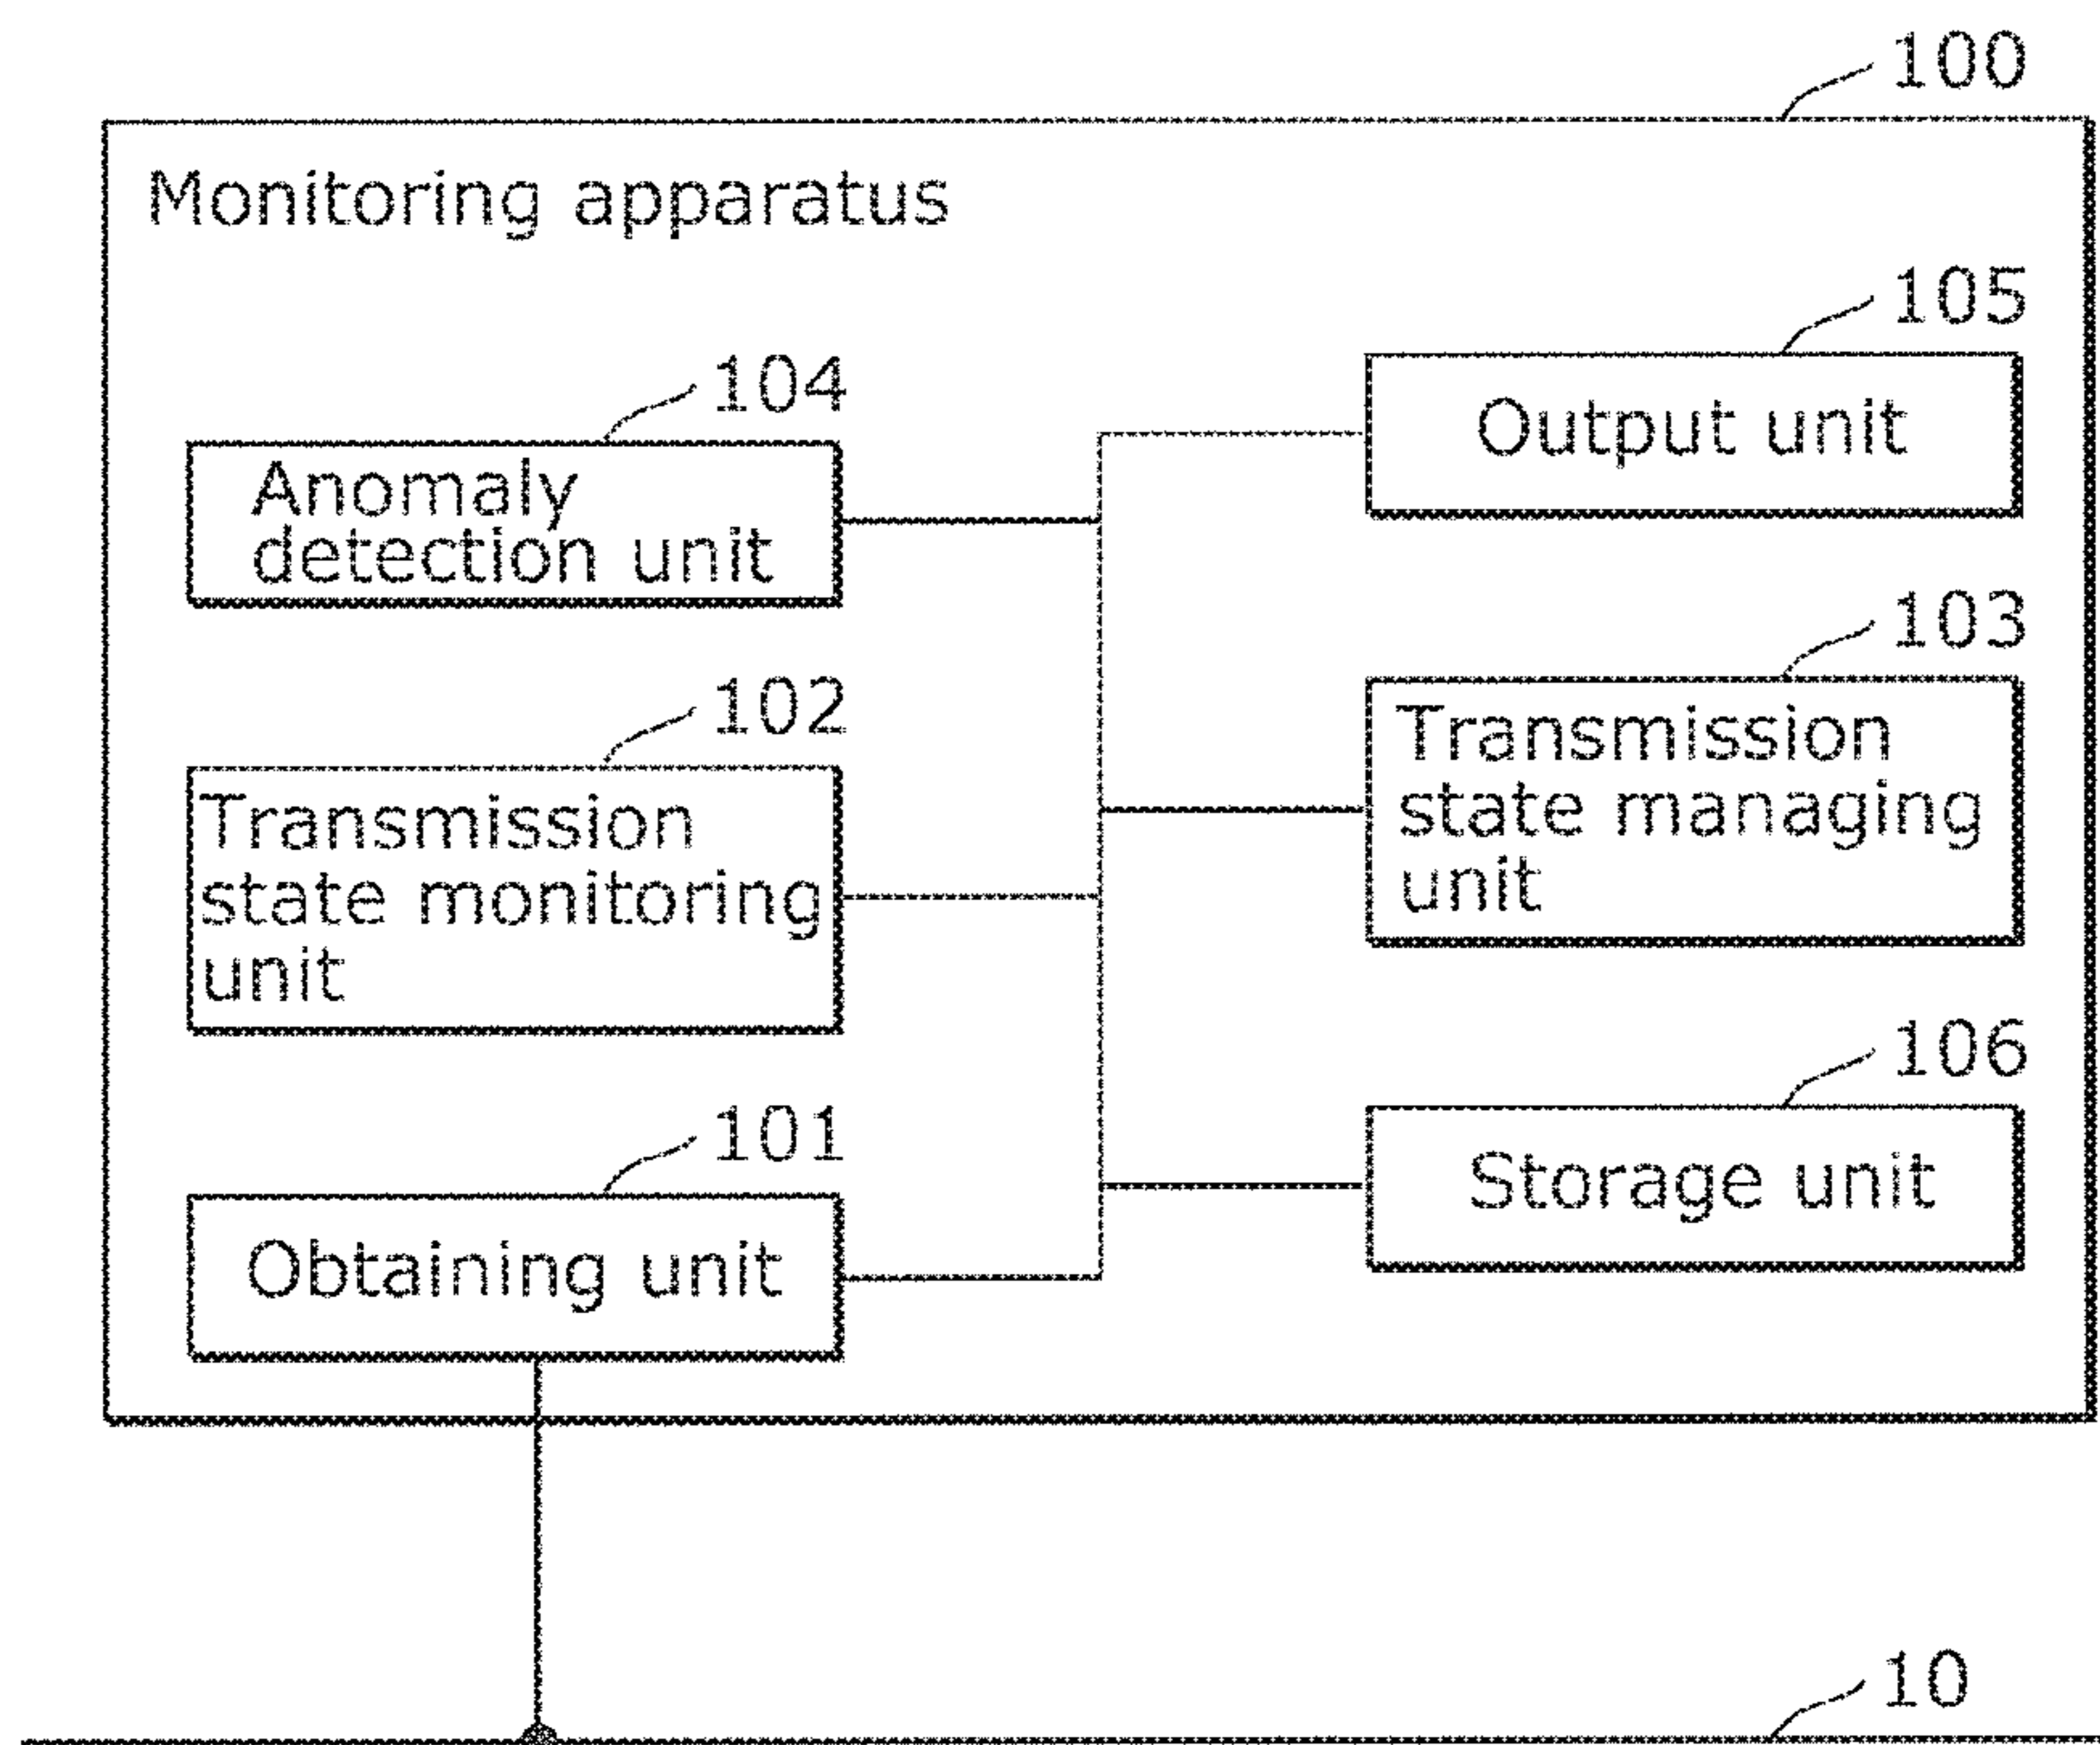 100
Monitoring apparatus
105
104
Output unit
Anomaly
detection unit
103
102
Transmission
state managing
unit
Transmission
state monitoring
unit
106
101
Storage unit
Obtaining unit
10